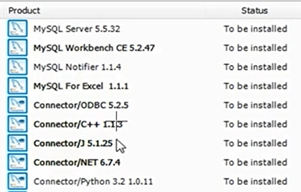 Product Status
MySQL Server 5.5.32 To be installed
MySQL Workbench CE 5.2.47 To be installed
MySQL Notifier 1.1.4 To be installed
MySQL For Excel 1.1.1 To be installed
Connector/ODBC 5.2.5 To be installed
Connector/C++ 1.1.3 To be installed
Connector/J 5.1.25 To be installed
Connector/NET 6.7.4 To be installed
Connector/Python 3.2 1.0.11 To be installed